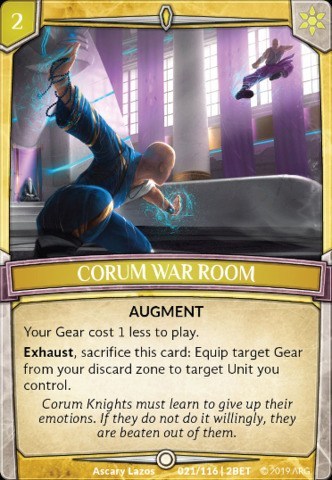 2
CORUM WAR ROOM
AUGMENT
Your Gear cost 1 less to play.
Exhaust, sacrifice this card: Equip target Gear
from your discard zone to target Unit you
control.
Corum Knights must learn to give up their
emotions. If they do not do it willingly, they
are beaten out of them.
Ascary Lazos 021/116 | 2BET © 2019 ARG